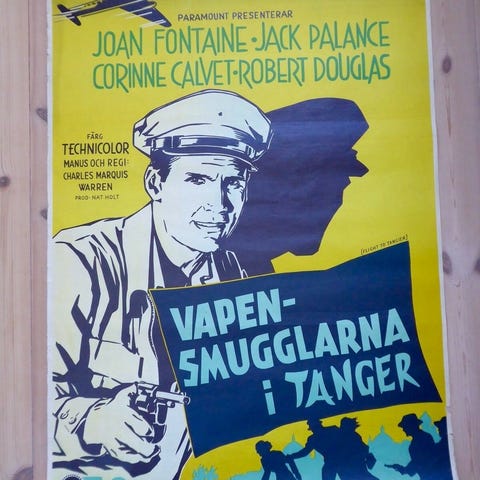 PARAMOUNT PRESENTERAR
JOAN FONTAINE • JACK PALANCE
CORINNE CALVET • ROBERT DOUGLAS
FÄRG
TECHNICOLOR
MANUS OCH REGI:
CHARLES MARQUIS
WARREN
PROD: NAT HOLT
(FLIGHT TO TANGIER)
VAPEN-
SMUGGLARNA
i TANGER